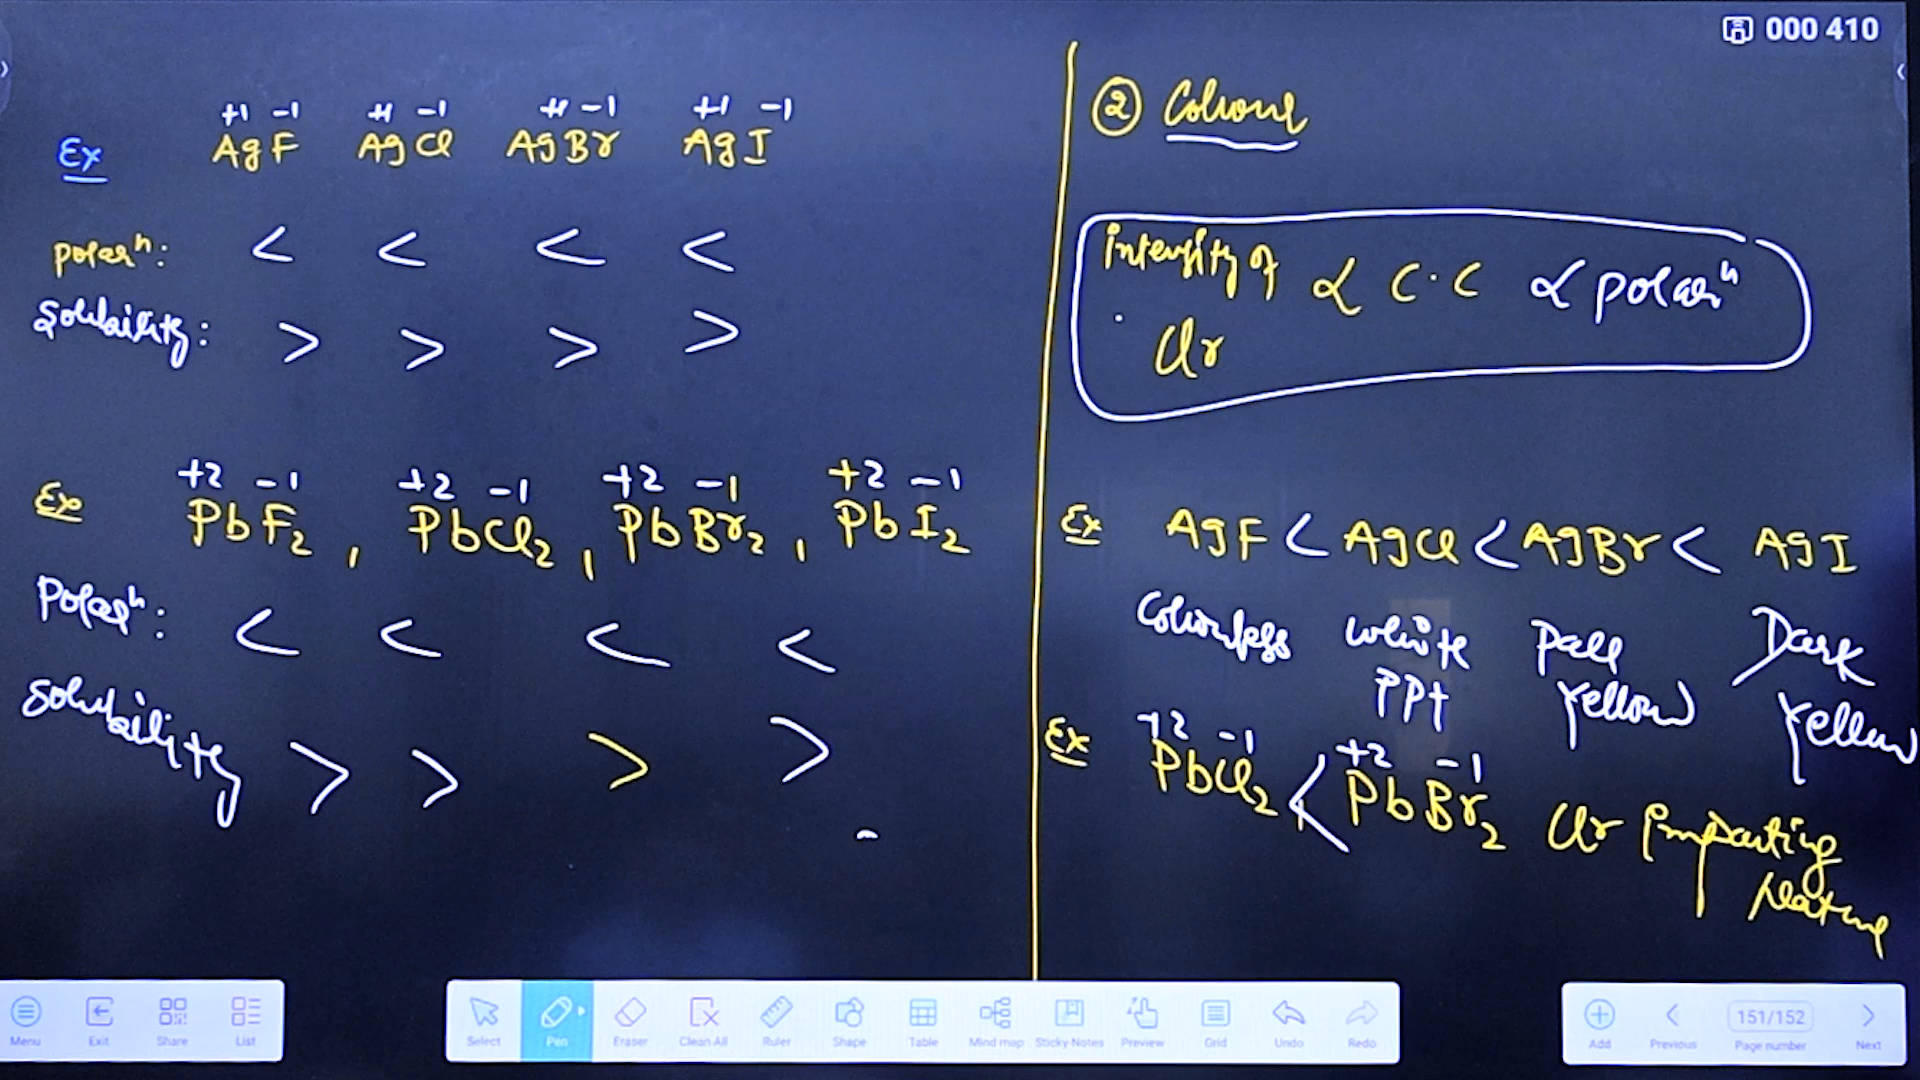 000 410
Ex
+1 -1 +1 -1 +1 -1 +1 -1
AgF AgCl AgBr AgI
polarⁿ: < < < <
> > > >
Ex
+2 -1 +2 -1 +2 -1 +2 -1
PbF₂, PbCl₂, PbBr₂, PbI₂
Polarⁿ: < < < <
solubility > > > >
② Colour
intensity of ∝ C·C ∝ polarⁿ
Clr
Ex AgF < AgCl < AgBr < AgI
Colourless white pale Dark
PPt Yellow Yellow
Ex +2 -1 +2 -1
PbCl₂ < PbBr₂ Clr imparting
Nature
Menu Exit Share List
Select Pen Eraser Clean All Ruler Shape Table Mind map Sticky Notes Preview Grid Undo Redo
151/152
Add Previous Page number Next